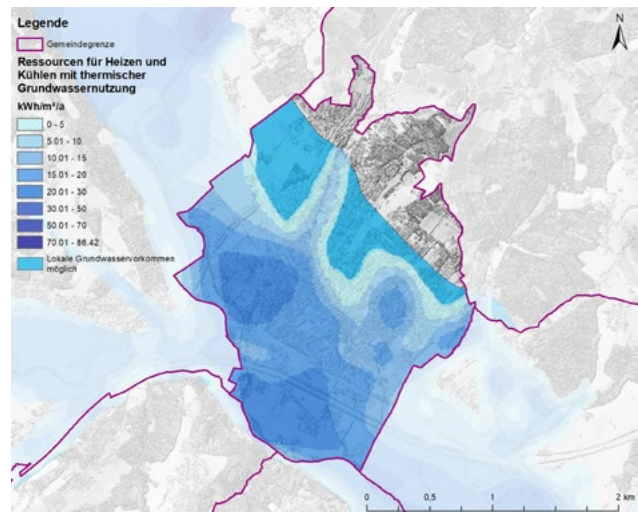 Legende
Gemeindegrenze
Ressourcen für Heizen und
Kühlen mit thermischer
Grundwassernutzung
kWh/m²/a
0 - 5
5.01 - 10
10.01 - 15
15.01 - 20
20.01 - 30
30.01 - 50
50.01 - 70
70.01 - 86.42
Lokale Grundwasservorkommen
möglich
N
0 0,5 1 2 km